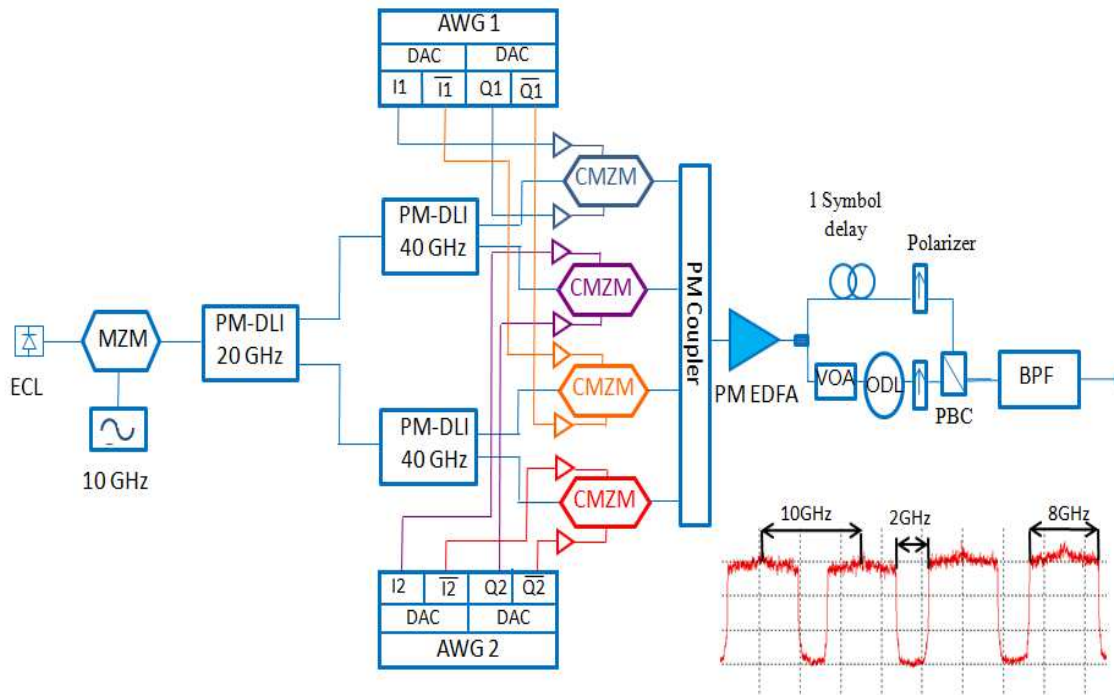 AWG 1
DAC DAC
I1 I1 Q1 Q1
CMZM
PM-DLI
40 GHz
1 Symbol
delay
Polarizer
CMZM
PM Coupler
MZM
PM-DLI
20 GHz
ECL
CMZM
PM EDFA
VOA
ODL
PBC
BPF
PM-DLI
40 GHz
10 GHz
CMZM
10GHz
2GHz
8GHz
I2 I2 Q2 Q2
DAC DAC
AWG 2